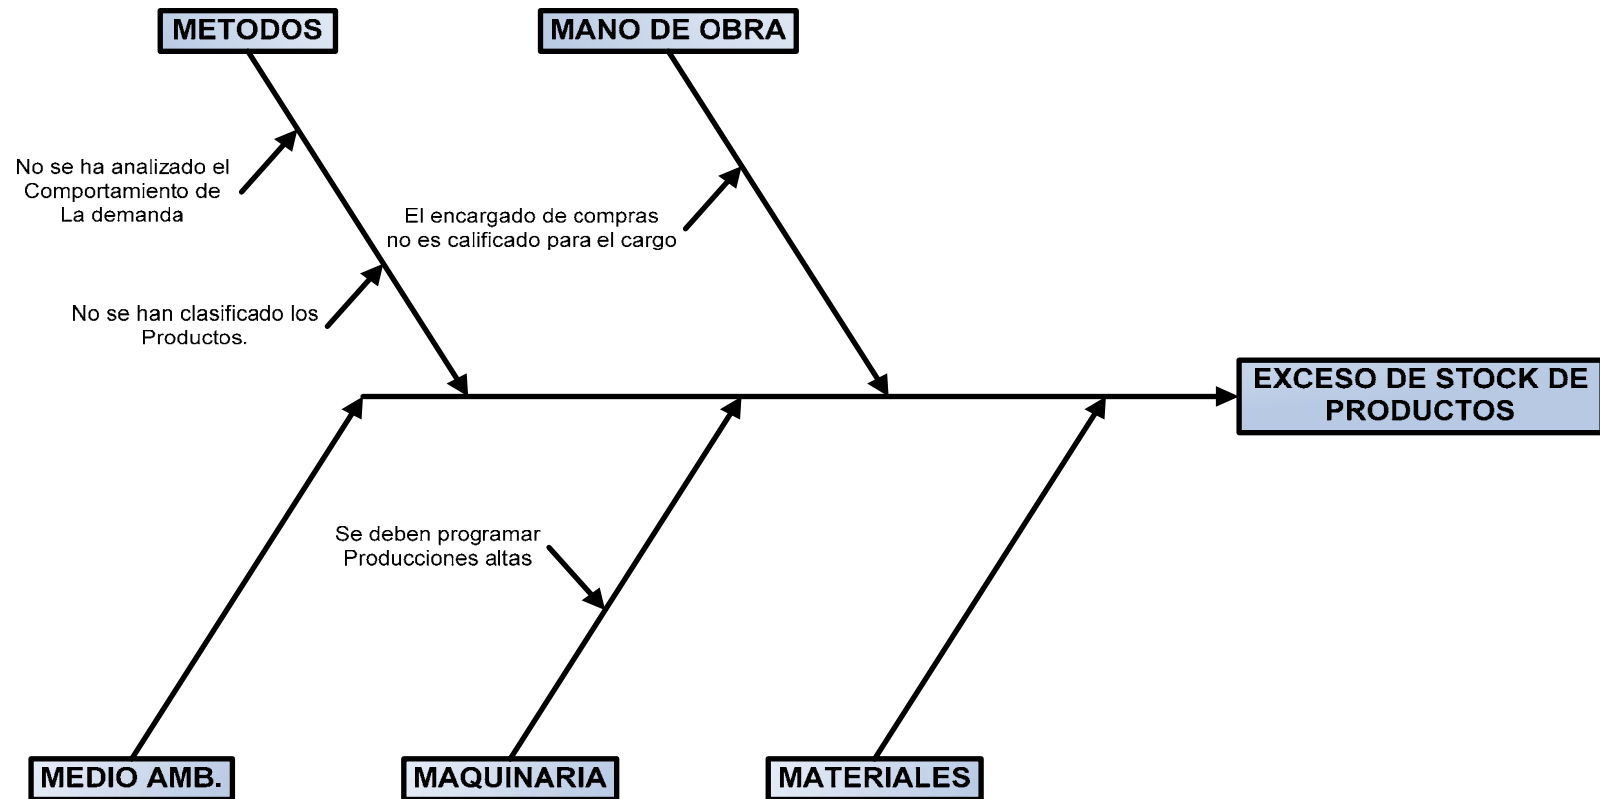 METODOS
MANO DE OBRA
No se ha analizado el
Comportamiento de
La demanda
El encargado de compras
no es calificado para el cargo
No se han clasificado los
Productos.
EXCESO DE STOCK DE
PRODUCTOS
Se deben programar
Producciones altas
MEDIO AMB.
MAQUINARIA
MATERIALES